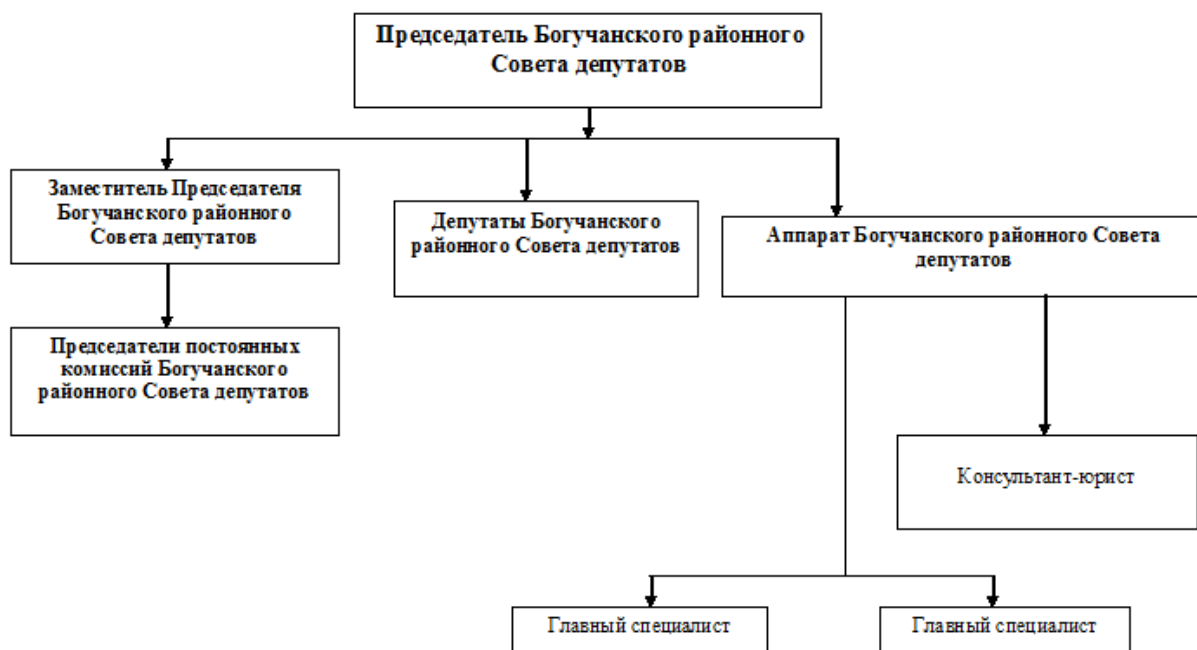 Председатель Богучанского районного
Совета депутатов
Заместитель Председателя
Богучанского районного
Совета депутатов
Депутаты Богучанского
районного Совета депутатов
Аппарат Богучанского районного Совета
депутатов
Председатели постоянных
комиссий Богучанского
районного Совета депутатов
Консультант-юрист
Главный специалист
Главный специалист